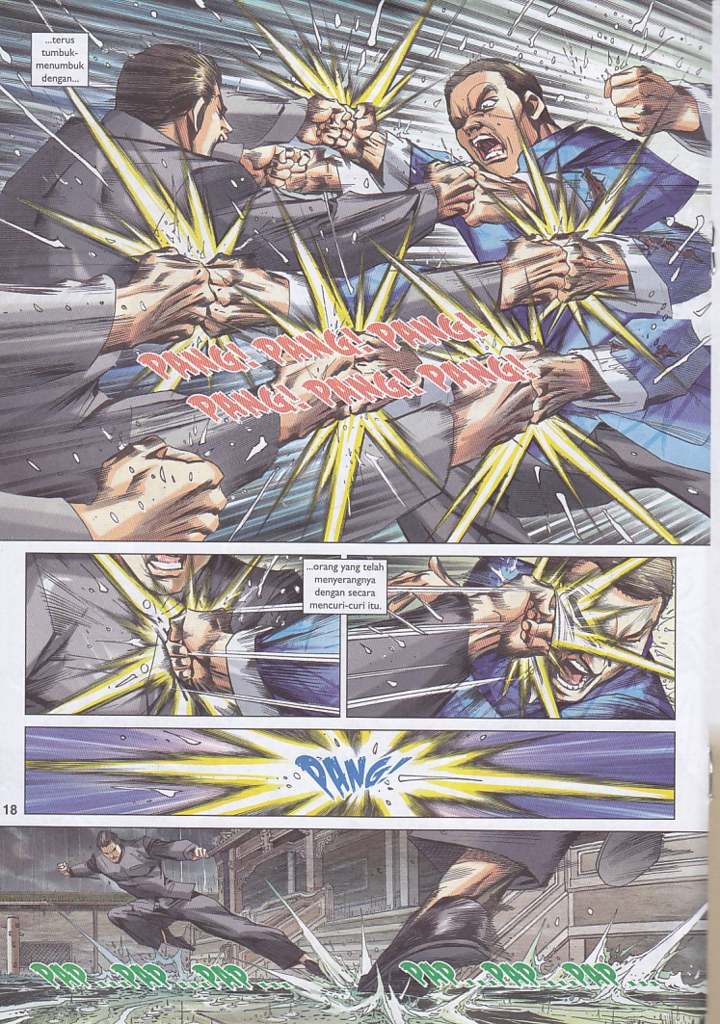 ...terus
tumbuk-
menumbuk
dengan...
PANG! PANG! PANG!
PANG! PANG! PANG!
...orang yang telah
menyerangnya
dengan secara
mencuri-curi itu.
PANG!
18
PAP...PAP...PAP...
PAP...PAP...PAP...